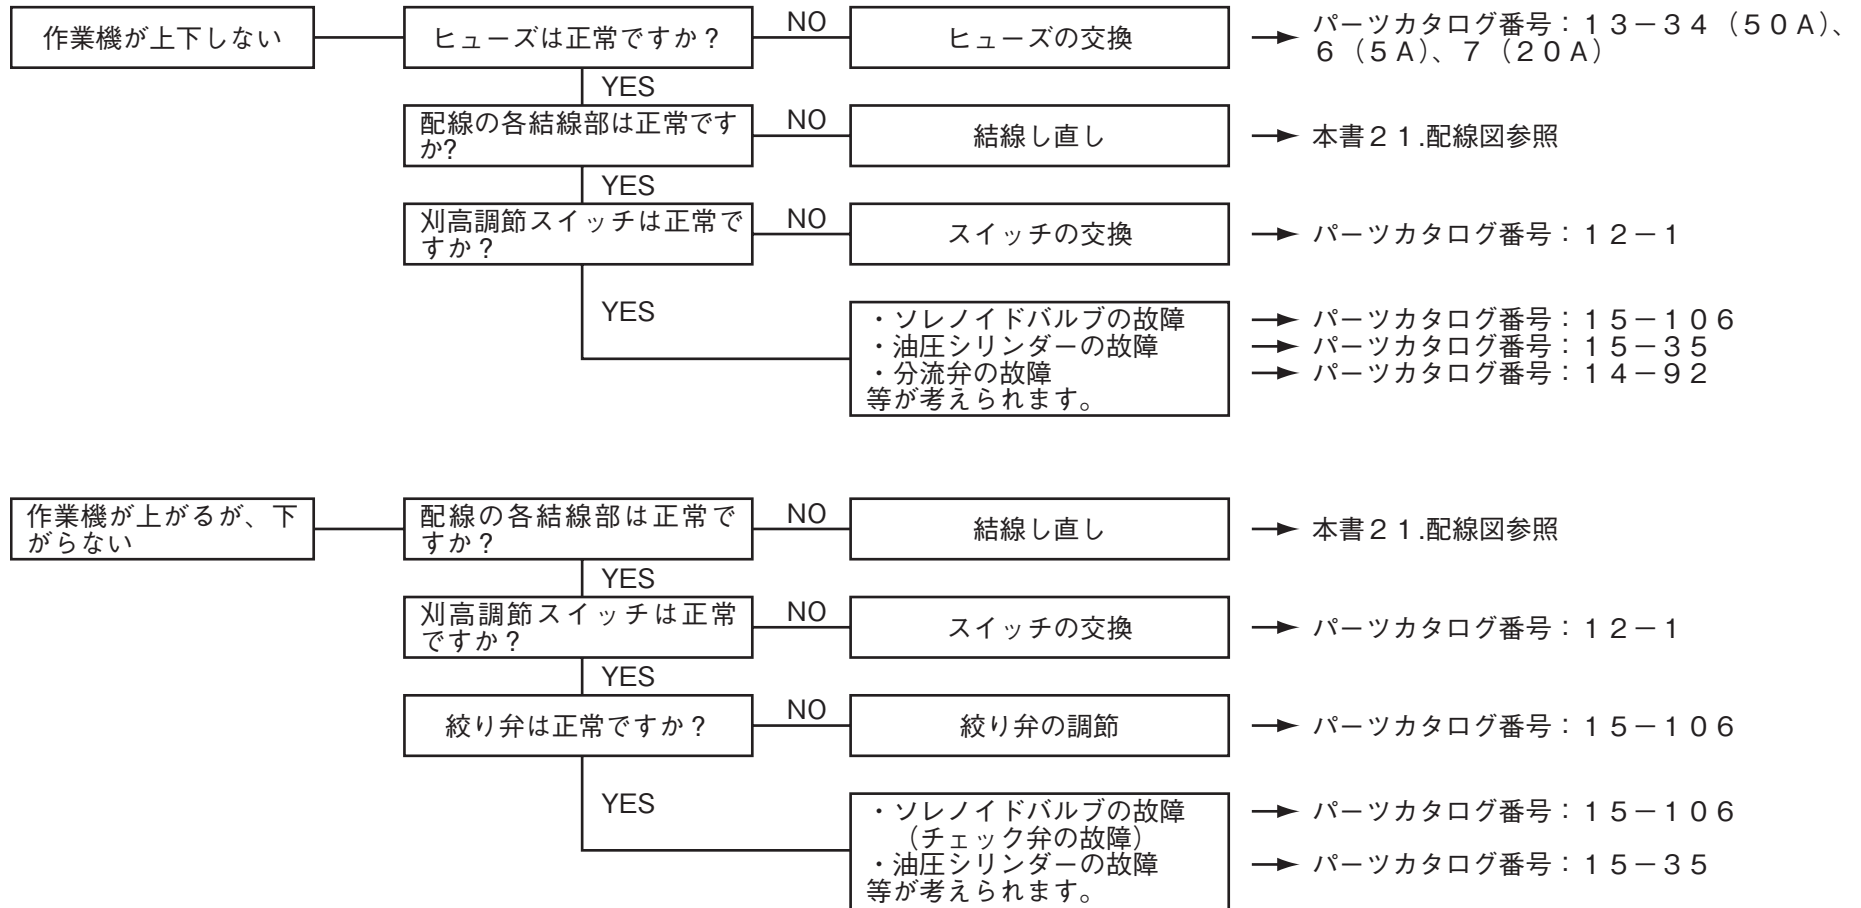 作業機が上下しない
ヒューズは正常ですか？
NO
ヒューズの交換
パーツカタログ番号：１３－３４（５０Ａ）、
６（５Ａ）、７（２０Ａ）
YES
配線の各結線部は正常です
か?
NO
結線し直し
本書２１.配線図参照
YES
刈高調節スイッチは正常で
すか？
NO
スイッチの交換
パーツカタログ番号：１２－１
YES
・ソレノイドバルブの故障
パーツカタログ番号：１５－１０６
・油圧シリンダーの故障
パーツカタログ番号：１５－３５
・分流弁の故障
パーツカタログ番号：１４－９２
等が考えられます。
作業機が上がるが、下
がらない
配線の各結線部は正常で
すか？
NO
結線し直し
本書２１.配線図参照
YES
刈高調節スイッチは正常
ですか？
NO
スイッチの交換
パーツカタログ番号：１２－１
YES
絞り弁は正常ですか？
NO
絞り弁の調節
パーツカタログ番号：１５－１０６
YES
・ソレノイドバルブの故障
パーツカタログ番号：１５－１０６
（チェック弁の故障）
・油圧シリンダーの故障
パーツカタログ番号：１５－３５
等が考えられます。